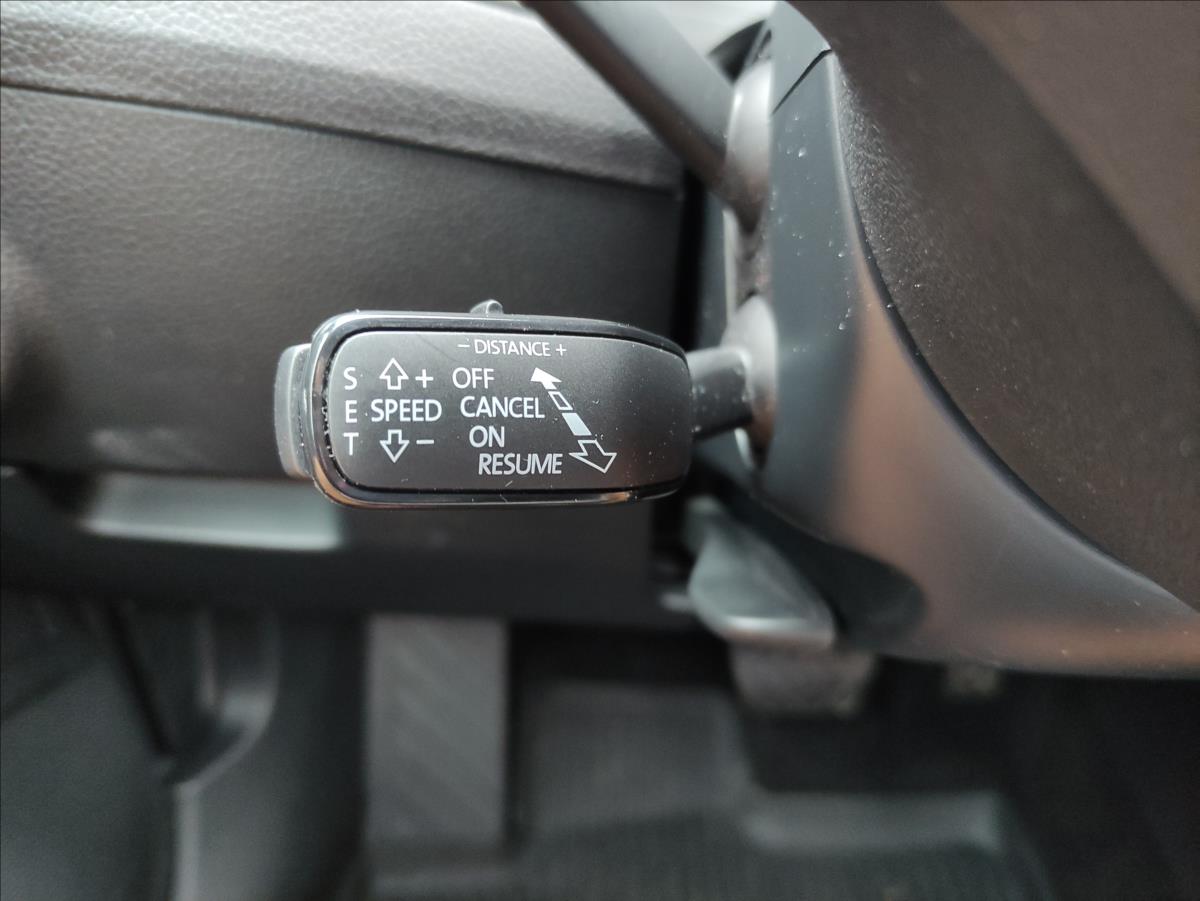 − DISTANCE +
S + OFF
E SPEED CANCEL
T − ON
RESUME